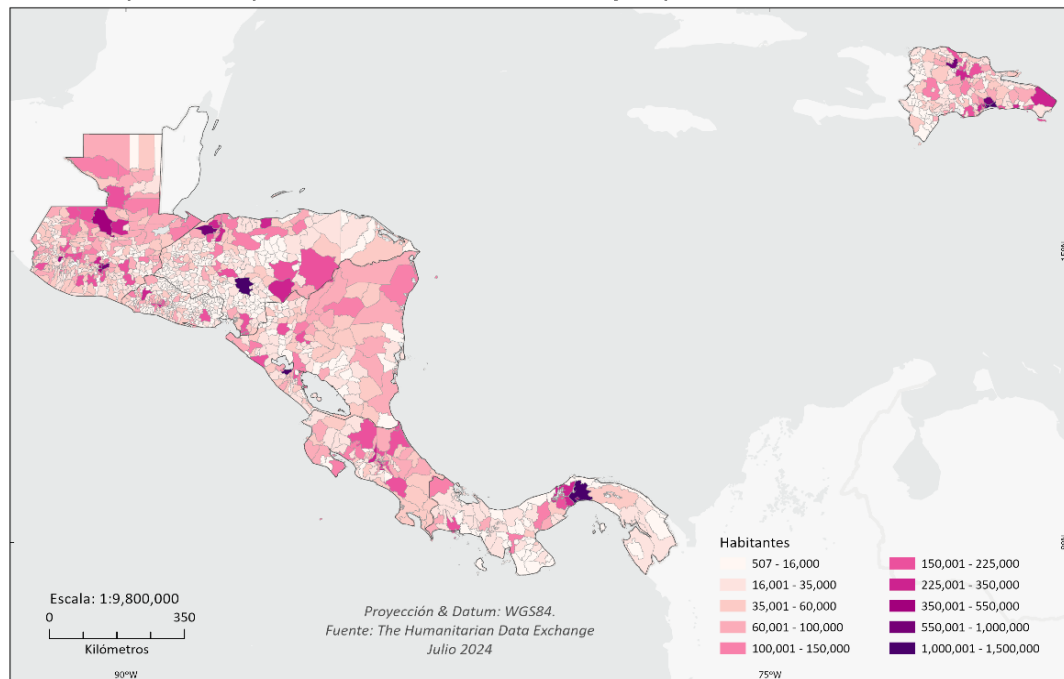 Habitantes
507 - 16,000
16,001 - 35,000
35,001 - 60,000
60,001 - 100,000
100,001 - 150,000
150,001 - 225,000
225,001 - 350,000
350,001 - 550,000
550,001 - 1,000,000
1,000,001 - 1,500,000
Escala: 1:9,800,000
0 350
Kilómetros
Proyección & Datum: WGS84.
Fuente: The Humanitarian Data Exchange
Julio 2024
90°W
75°W